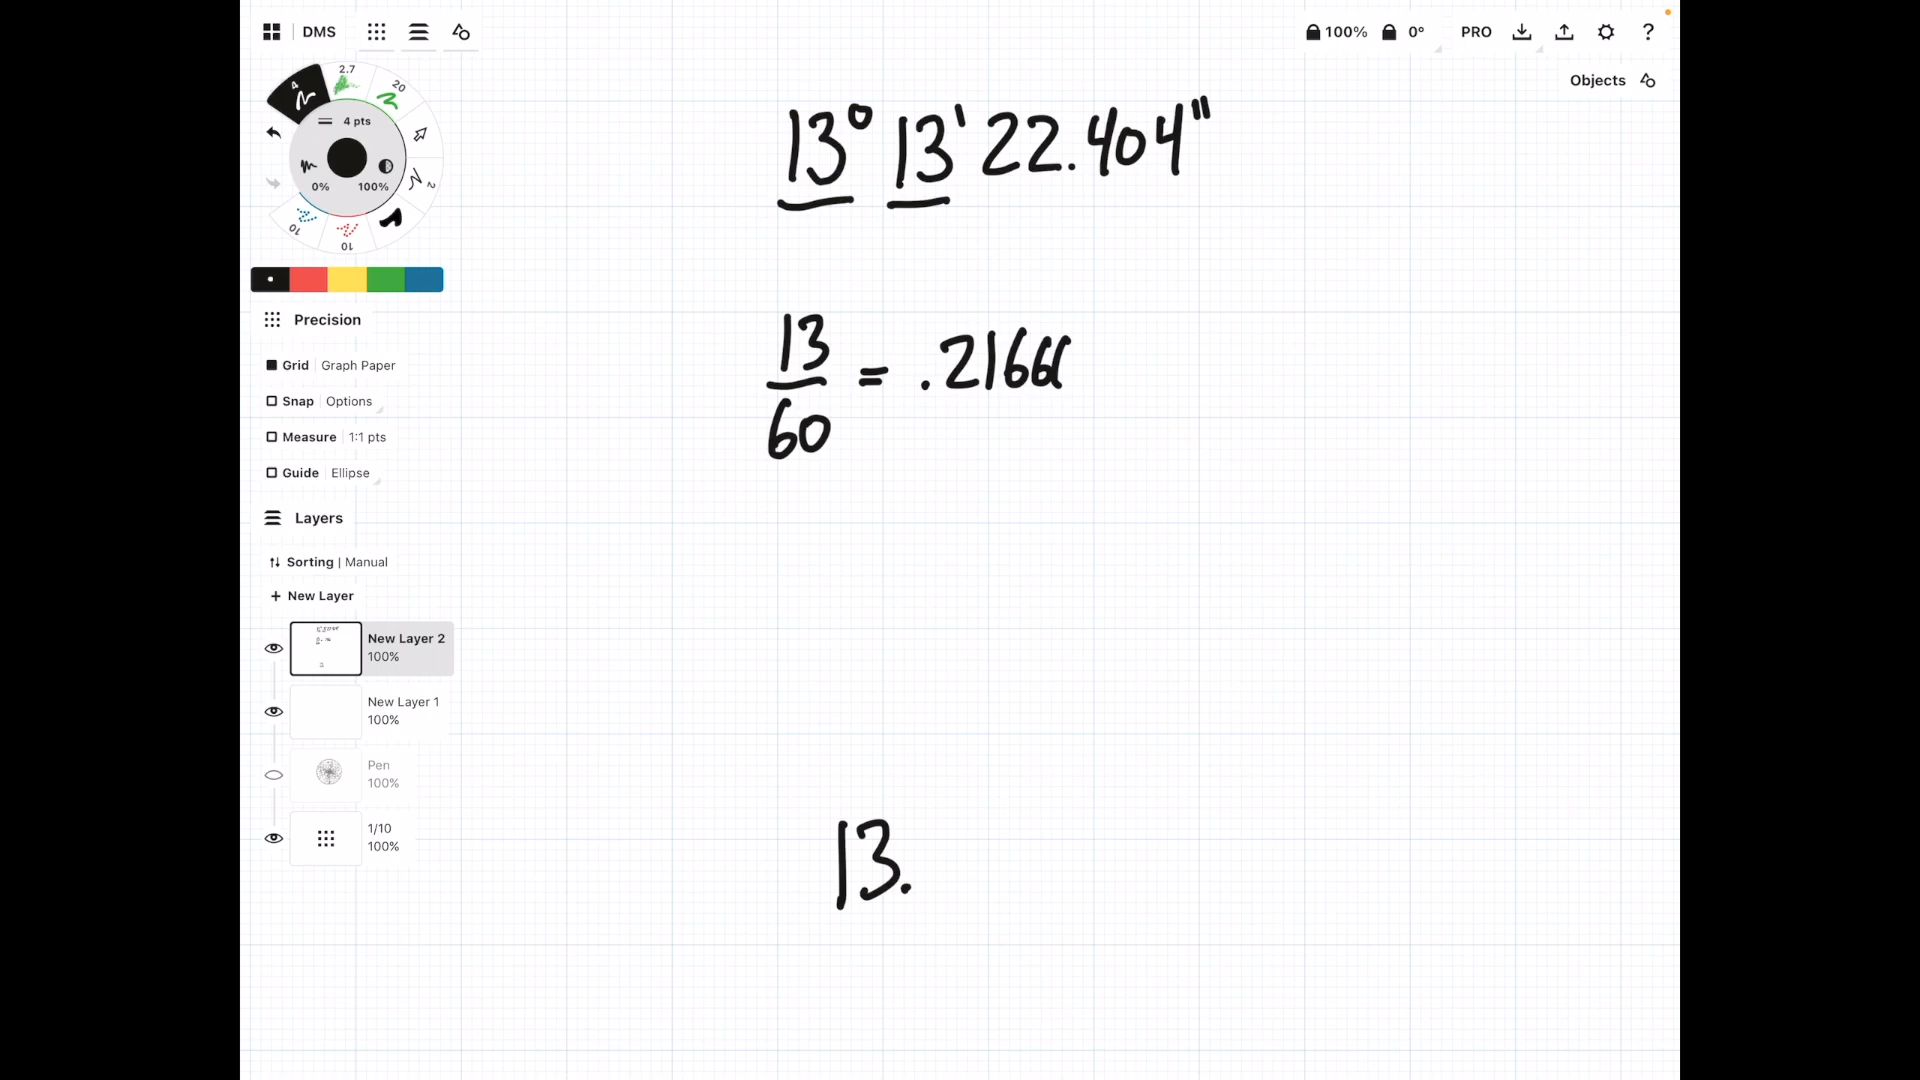 DMS
100% 0° PRO ?
Objects
4 2.7 20
4 pts
0% 100%
2
10 10
Precision
Grid | Graph Paper
Snap | Options
Measure | 1:1 pts
Guide | Ellipse
Layers
Sorting | Manual
+ New Layer
New Layer 2
100%
New Layer 1
100%
Pen
100%
1/10
100%
13° 13' 22.404"
13
60
= .2166
13.